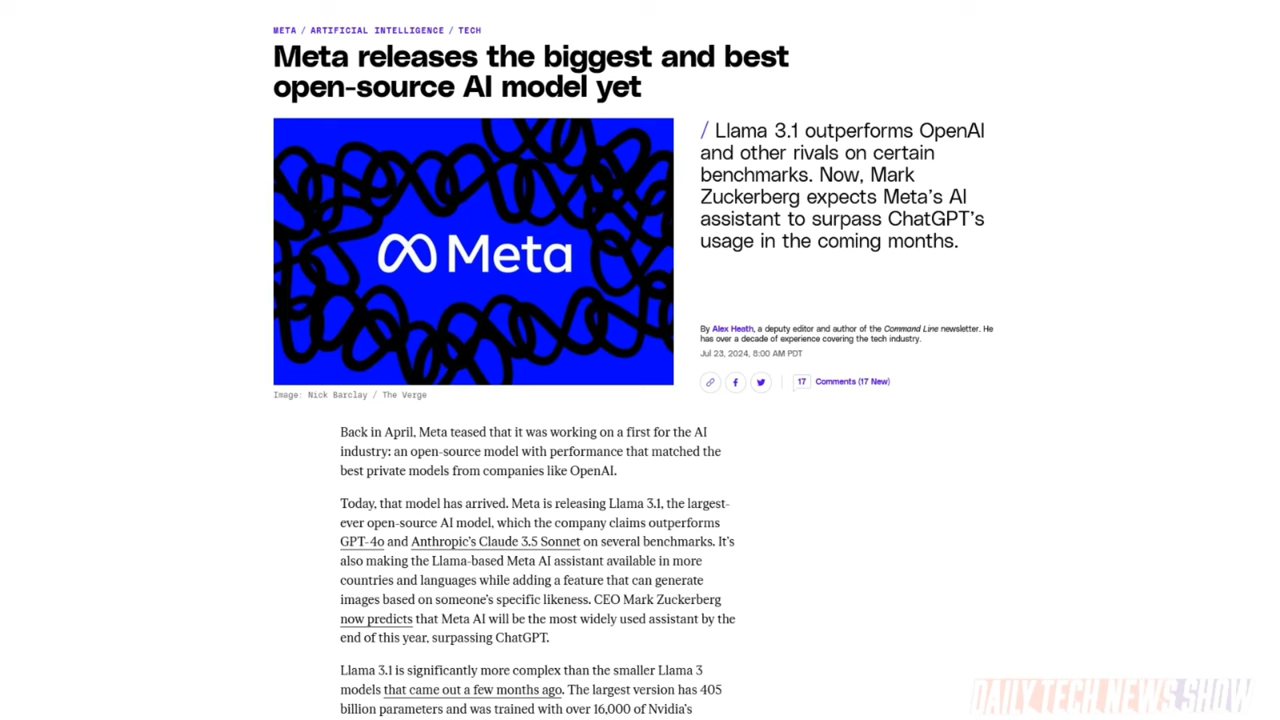 META / ARTIFICIAL INTELLIGENCE / TECH
Meta releases the biggest and best
open-source AI model yet
Meta
/ Llama 3.1 outperforms OpenAI
and other rivals on certain
benchmarks. Now, Mark
Zuckerberg expects Meta's AI
assistant to surpass ChatGPT's
usage in the coming months.
By Alex Heath, a deputy editor and author of the Command Line newsletter. He
has over a decade of experience covering the tech industry.
Jul 23, 2024, 8:00 AM PDT
17 Comments (17 New)
Image: Nick Barclay / The Verge
Back in April, Meta teased that it was working on a first for the AI
industry: an open-source model with performance that matched the
best private models from companies like OpenAI.
Today, that model has arrived. Meta is releasing Llama 3.1, the largest-
ever open-source AI model, which the company claims outperforms
GPT-4o and Anthropic's Claude 3.5 Sonnet on several benchmarks. It's
also making the Llama-based Meta AI assistant available in more
countries and languages while adding a feature that can generate
images based on someone's specific likeness. CEO Mark Zuckerberg
now predicts that Meta AI will be the most widely used assistant by the
end of this year, surpassing ChatGPT.
Llama 3.1 is significantly more complex than the smaller Llama 3
models that came out a few months ago. The largest version has 405
billion parameters and was trained with over 16,000 of Nvidia's
DAILY TECH NEWS SHOW